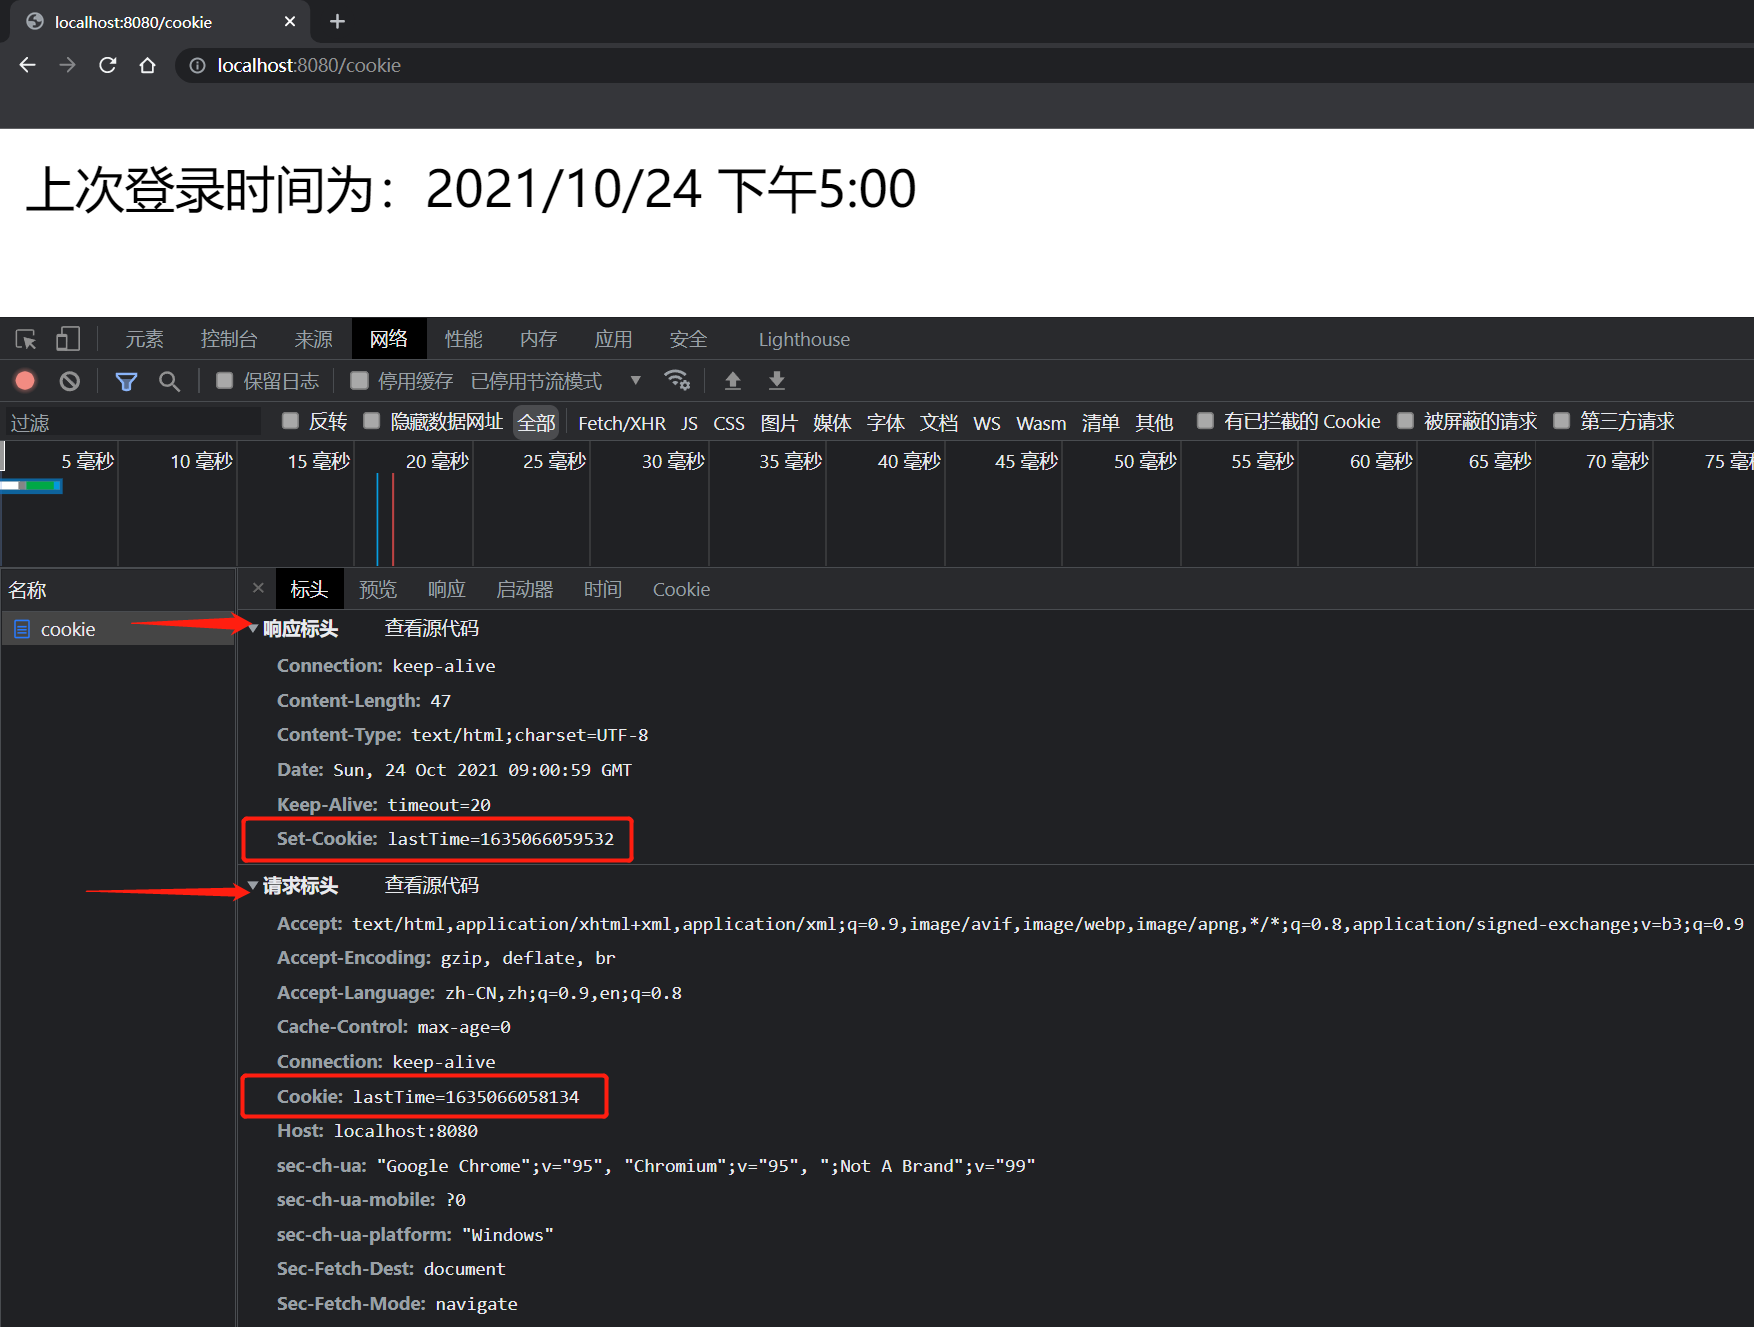 localhost:8080/cookie
localhost:8080/cookie
上次登录时间为：2021/10/24 下午5:00
元素 控制台 来源 网络 性能 内存 应用 安全 Lighthouse
保留日志 停用缓存 已停用节流模式
过滤 反转 隐藏数据网址 全部 Fetch/XHR JS CSS 图片 媒体 字体 文档 WS Wasm 清单 其他 有已拦截的 Cookie 被屏蔽的请求 第三方请求
5 毫秒 10 毫秒 15 毫秒 20 毫秒 25 毫秒 30 毫秒 35 毫秒 40 毫秒 45 毫秒 50 毫秒 55 毫秒 60 毫秒 65 毫秒 70 毫秒 75
名称 标头 预览 响应 启动器 时间 Cookie
cookie 响应标头 查看源代码
Connection: keep-alive
Content-Length: 47
Content-Type: text/html;charset=UTF-8
Date: Sun, 24 Oct 2021 09:00:59 GMT
Keep-Alive: timeout=20
Set-Cookie: lastTime=1635066059532
请求标头 查看源代码
Accept: text/html,application/xhtml+xml,application/xml;q=0.9,image/avif,image/webp,image/apng,*/*;q=0.8,application/signed-exchange;v=b3;q=0.9
Accept-Encoding: gzip, deflate, br
Accept-Language: zh-CN,zh;q=0.9,en;q=0.8
Cache-Control: max-age=0
Connection: keep-alive
Cookie: lastTime=1635066058134
Host: localhost:8080
sec-ch-ua: "Google Chrome";v="95", "Chromium";v="95", ";Not A Brand";v="99"
sec-ch-ua-mobile: ?0
sec-ch-ua-platform: "Windows"
Sec-Fetch-Dest: document
Sec-Fetch-Mode: navigate